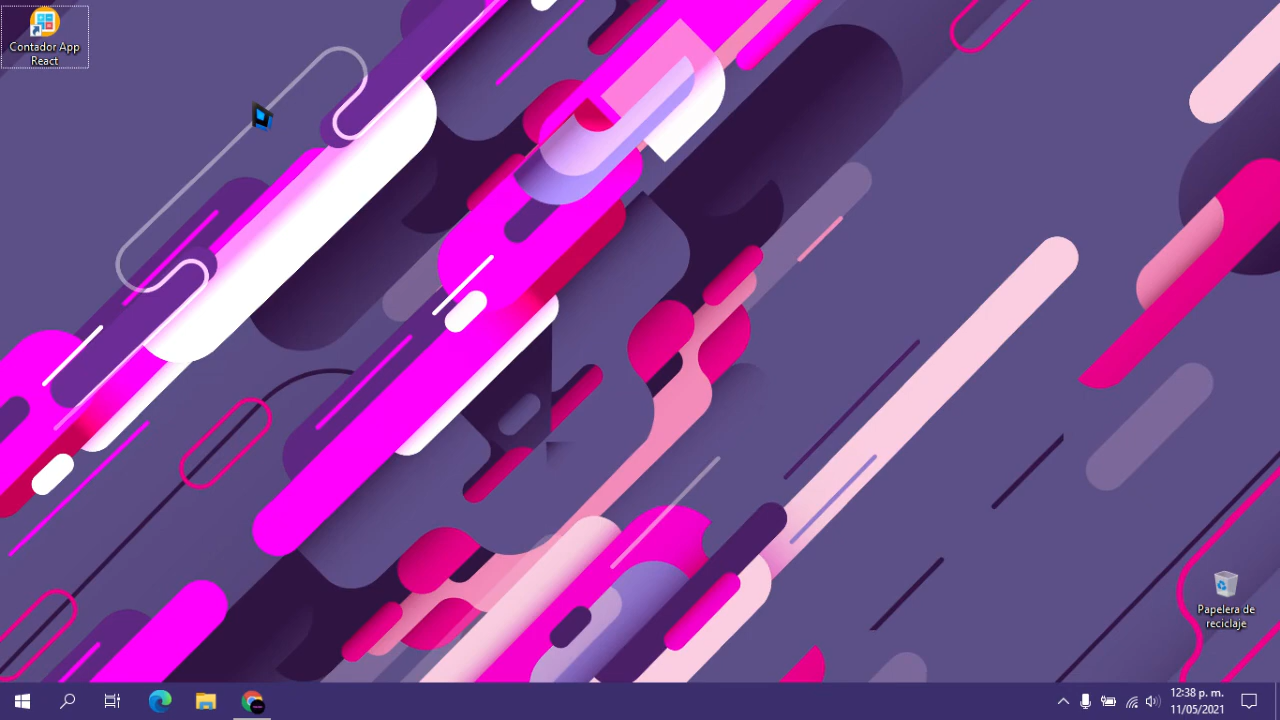 Contador App
React
Papelera de
reciclaje
12:38 p. m.
11/05/2021